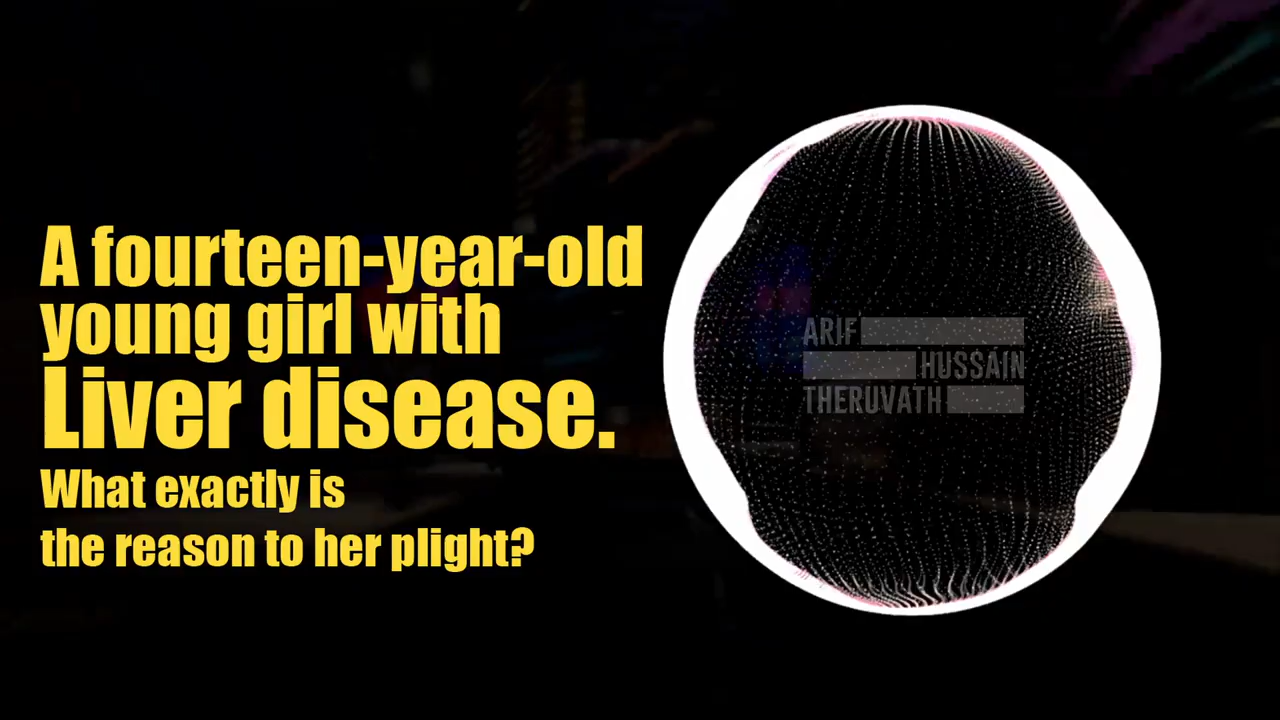 A fourteen-year-old
young girl with
Liver disease.
What exactly is
the reason to her plight?
ARIF
HUSSAIN
THERUVATH